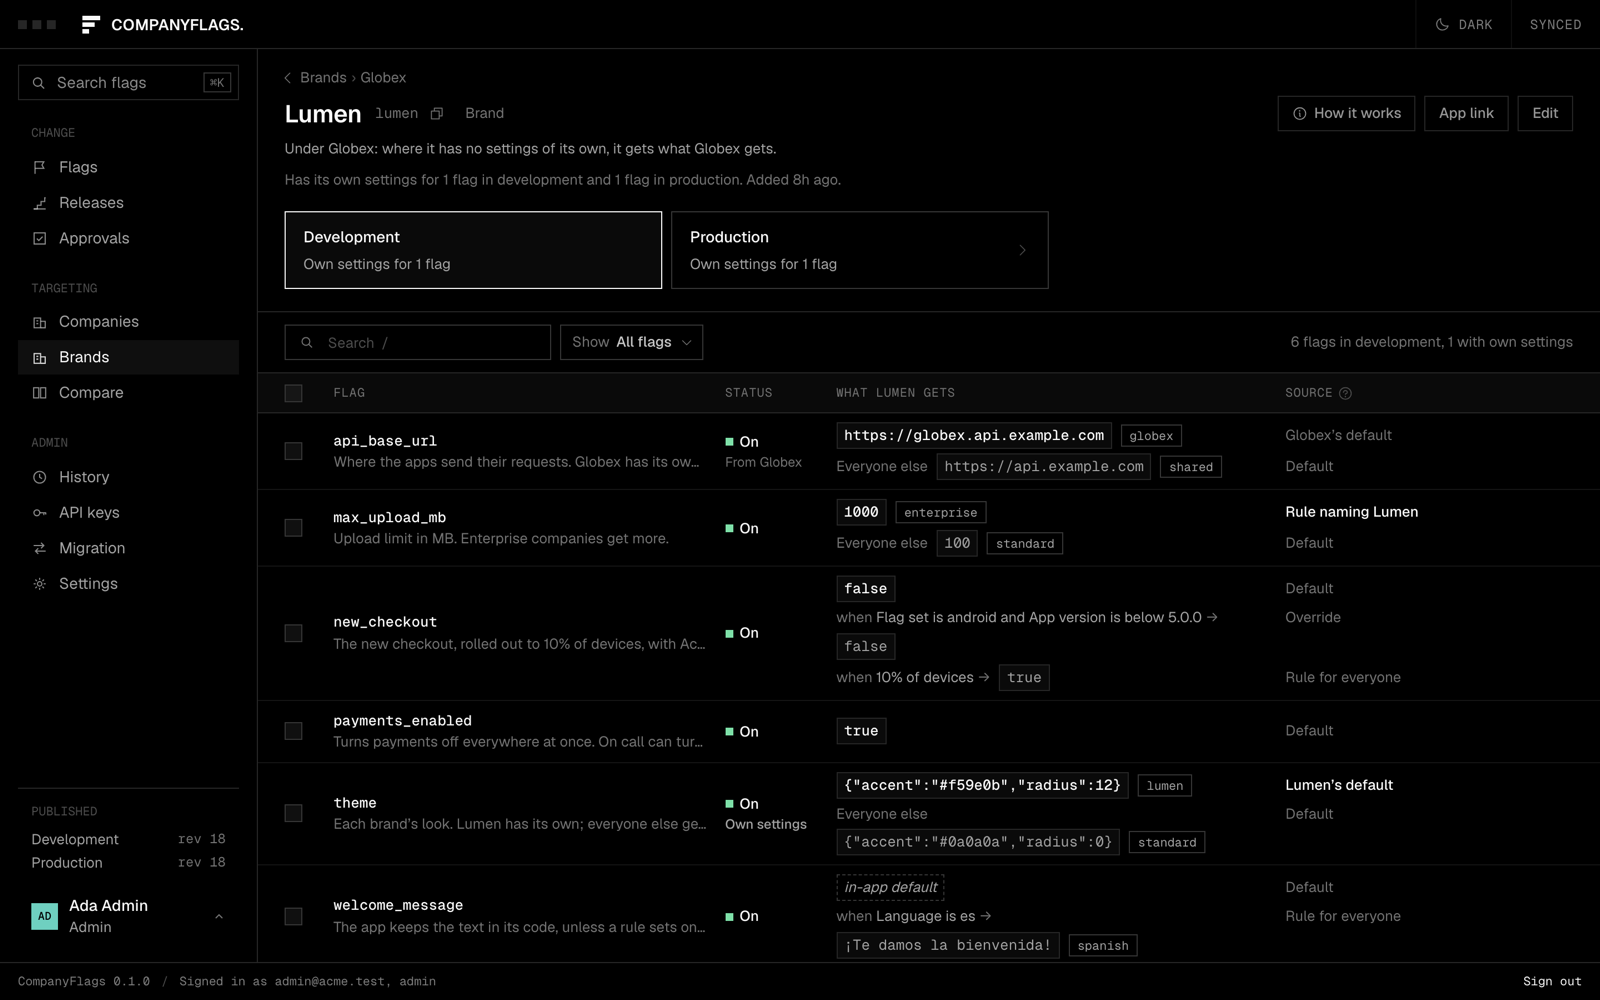 COMPANYFLAGS.
DARK
SYNCED
Search flags
⌘K
CHANGE
Flags
Releases
Approvals
TARGETING
Companies
Brands
Compare
ADMIN
History
API keys
Migration
Settings
PUBLISHED
Development rev 18
Production rev 18
AD
Ada Admin
Admin
Brands › Globex
Lumen lumen Brand
How it works
App link
Edit
Under Globex: where it has no settings of its own, it gets what Globex gets.
Has its own settings for 1 flag in development and 1 flag in production. Added 8h ago.
Development
Own settings for 1 flag
Production
Own settings for 1 flag
Search /
Show All flags
6 flags in development, 1 with own settings
FLAG STATUS WHAT LUMEN GETS SOURCE ?
api_base_url
Where the apps send their requests. Globex has its ow…
On
From Globex
https://globex.api.example.com globex Globex’s default
Everyone else https://api.example.com shared Default
max_upload_mb
Upload limit in MB. Enterprise companies get more.
On
1000 enterprise Rule naming Lumen
Everyone else 100 standard Default
new_checkout
The new checkout, rolled out to 10% of devices, with Ac…
On
false Default
when Flag set is android and App version is below 5.0.0 → Override
false
when 10% of devices → true Rule for everyone
payments_enabled
Turns payments off everywhere at once. On call can tur…
On
true Default
theme
Each brand’s look. Lumen has its own; everyone else ge…
On
Own settings
{"accent":"#f59e0b","radius":12} lumen Lumen’s default
Everyone else Default
{"accent":"#0a0a0a","radius":0} standard
welcome_message
The app keeps the text in its code, unless a rule sets on…
On
in-app default Default
when Language is es → Rule for everyone
¡Te damos la bienvenida! spanish
CompanyFlags 0.1.0 / Signed in as admin@acme.test, admin
Sign out